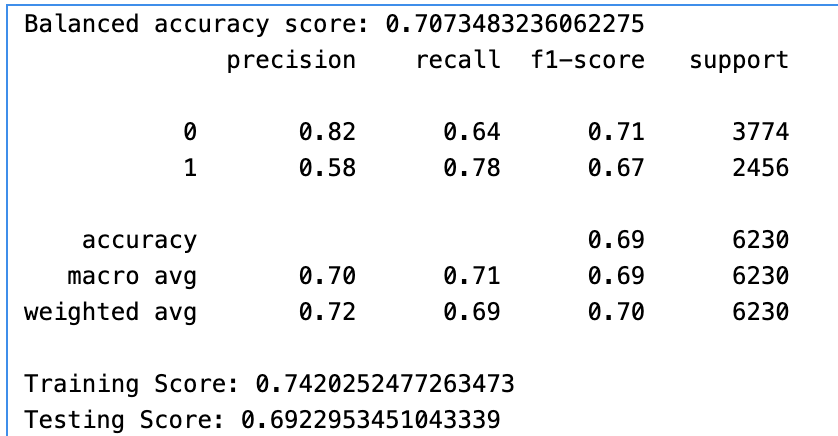 Balanced accuracy score: 0.7073483236062275
precision recall f1-score support
0 0.82 0.64 0.71 3774
1 0.58 0.78 0.67 2456
accuracy 0.69 6230
macro avg 0.70 0.71 0.69 6230
weighted avg 0.72 0.69 0.70 6230
Training Score: 0.7420252477263473
Testing Score: 0.6922953451043339